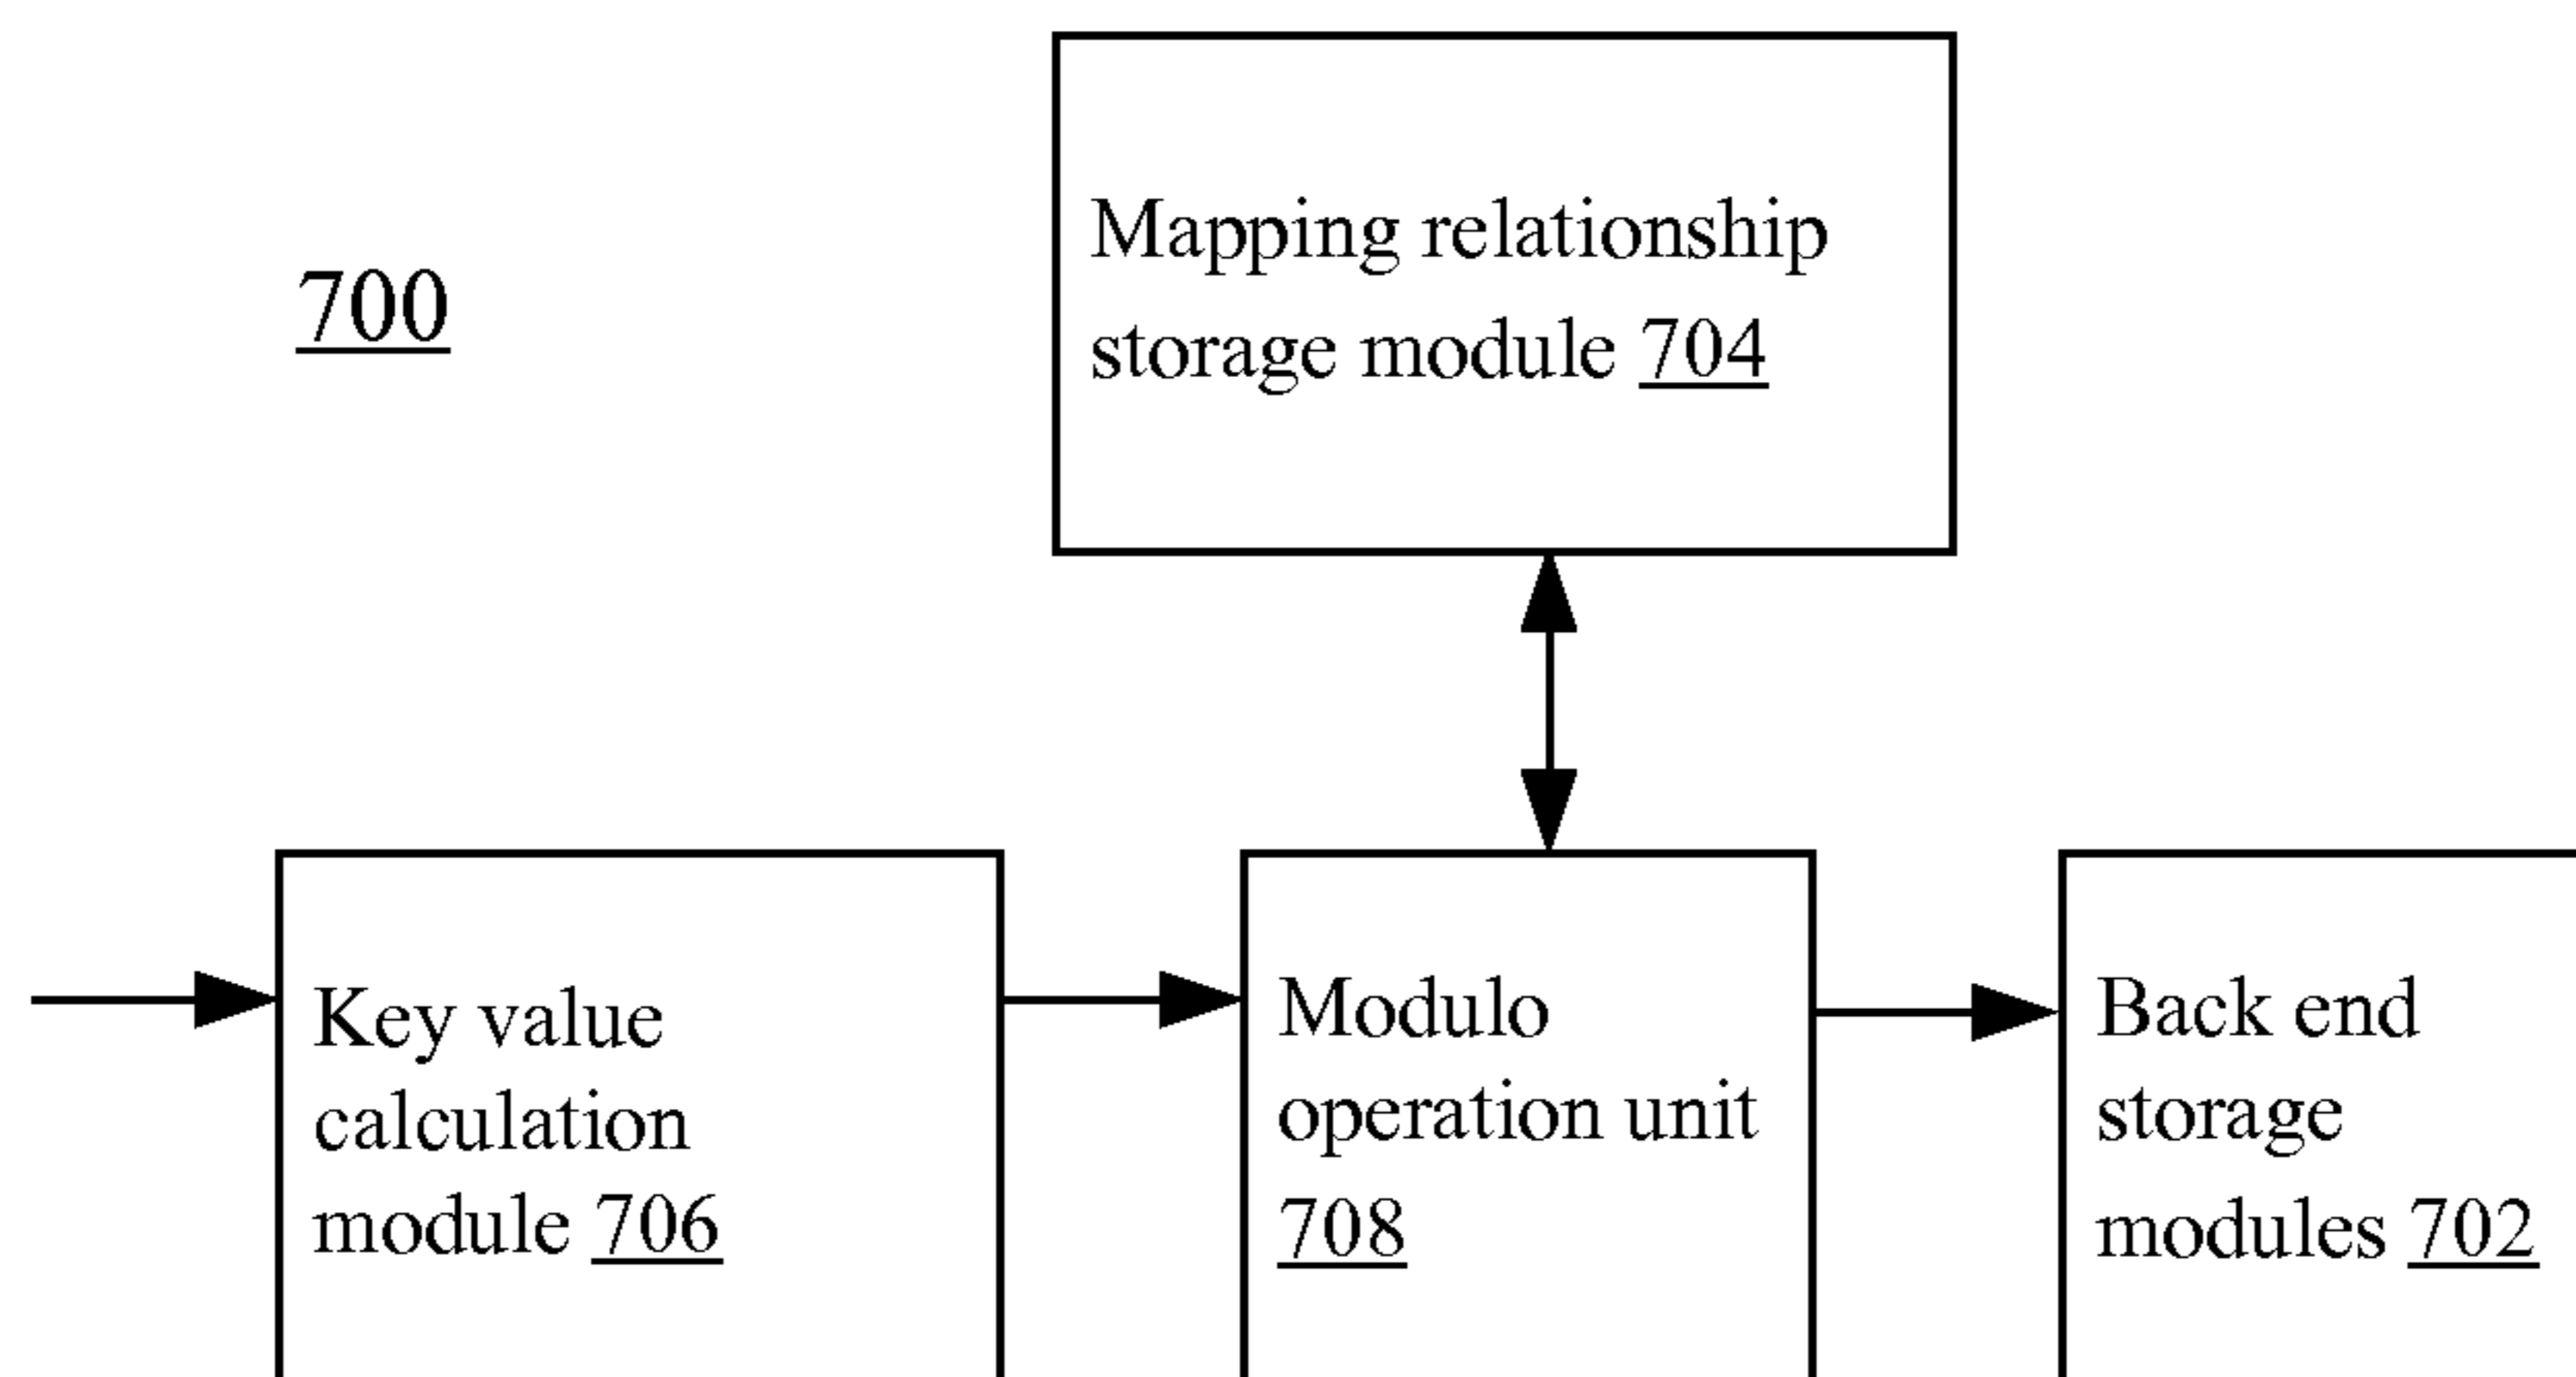 Mapping relationship
storage module 704
700
Key value
calculation
module 706
Modulo
operation unit
708
Back end
storage
modules 702